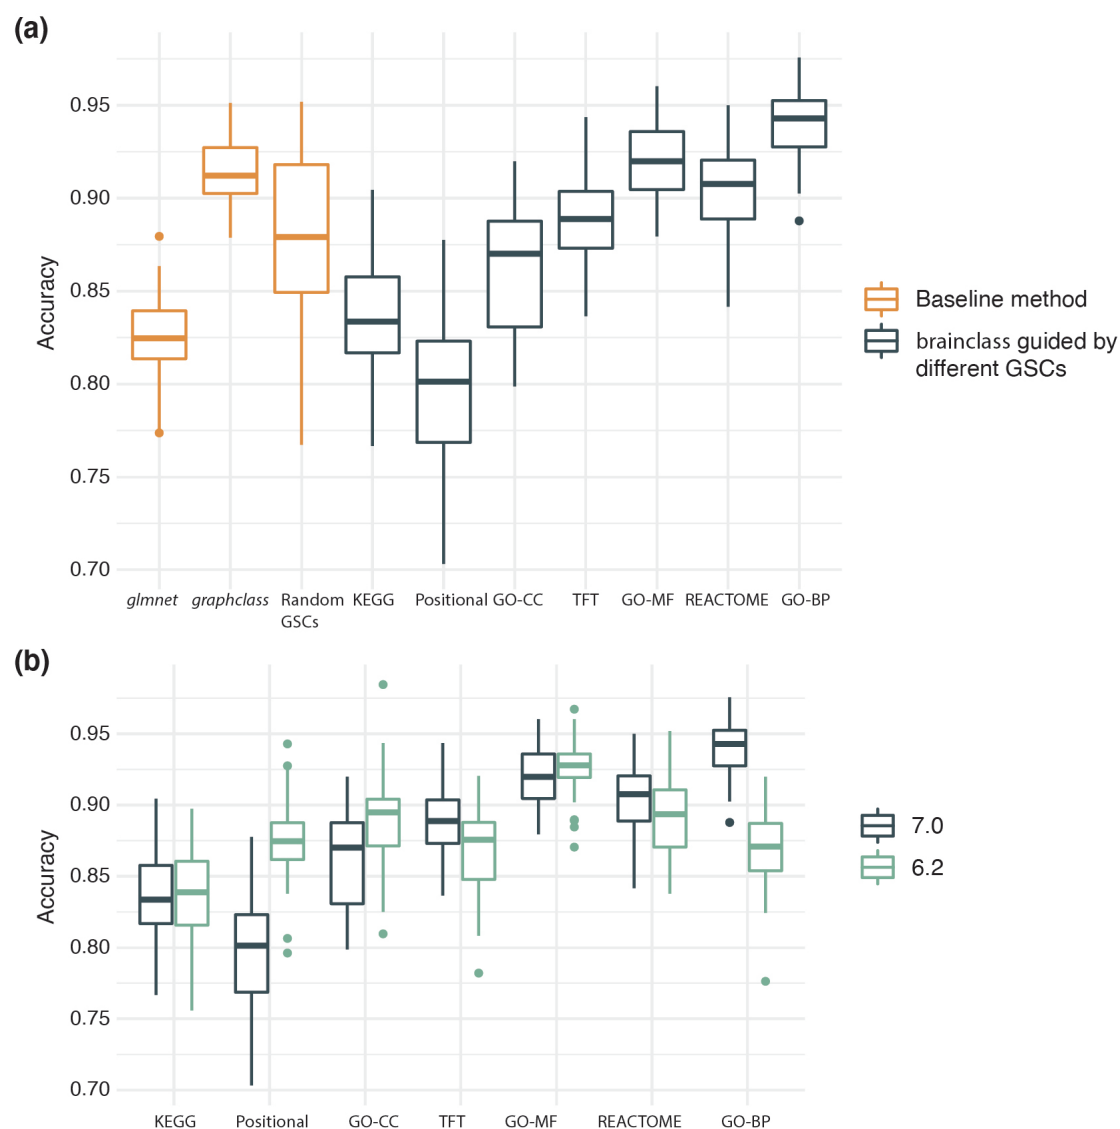 (a)
0.95
0.90
0.85
0.80
0.75
0.70
Accuracy
glmnet graphclass Random KEGG Positional GO-CC TFT GO-MF REACTOME GO-BP
GSCs
Baseline method
brainclass guided by
different GSCs
(b)
0.95
0.90
0.85
0.80
0.75
0.70
Accuracy
KEGG Positional GO-CC TFT GO-MF REACTOME GO-BP
7.0
6.2